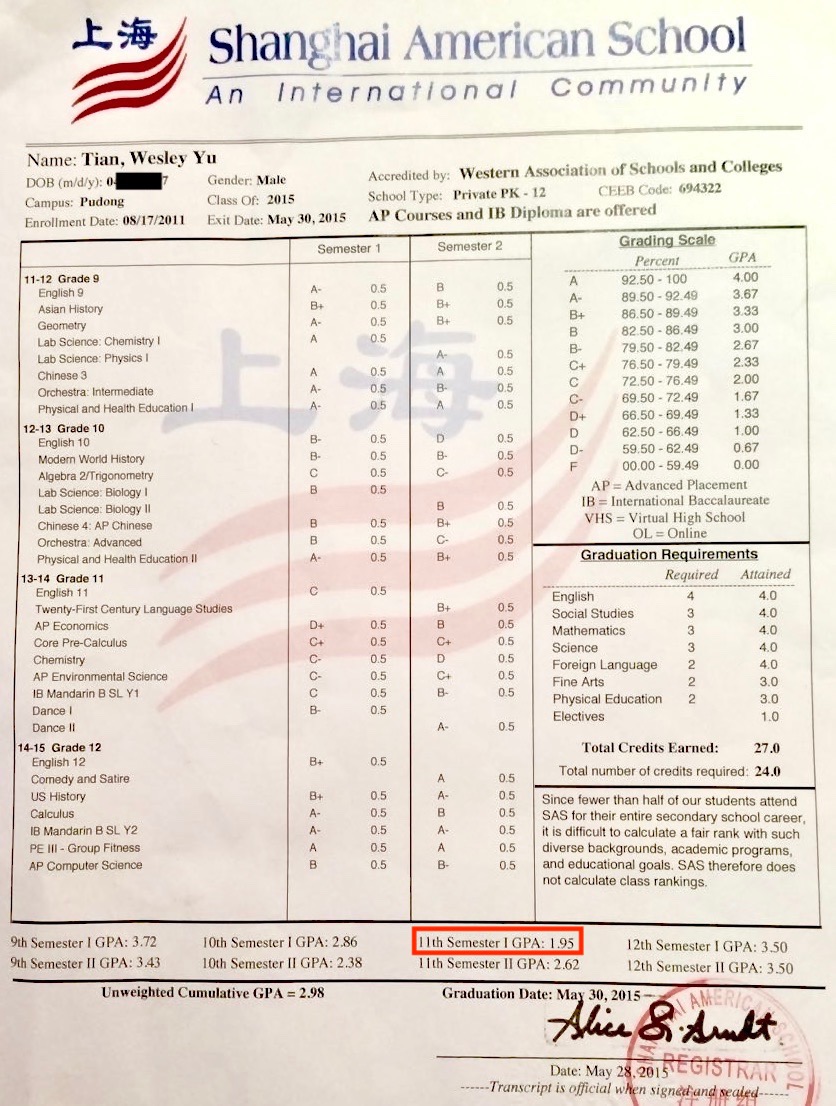 上海
Shanghai American School
An International Community
Name: Tian, Wesley Yu
DOB (m/d/y): 0 7 Gender: Male Accredited by: Western Association of Schools and Colleges
Campus: Pudong Class Of: 2015 School Type: Private PK - 12 CEEB Code: 694322
Enrollment Date: 08/17/2011 Exit Date: May 30, 2015 AP Courses and IB Diploma are offered
Semester 1 Semester 2
11-12 Grade 9
English 9 A- 0.5 B 0.5
Asian History B+ 0.5 B+ 0.5
Geometry A- 0.5 B+ 0.5
Lab Science: Chemistry I A 0.5
Lab Science: Physics I A- 0.5
Chinese 3 A 0.5 A 0.5
Orchestra: Intermediate A- 0.5 B- 0.5
Physical and Health Education I A- 0.5 A 0.5
12-13 Grade 10
English 10 B- 0.5 D 0.5
Modern World History B- 0.5 B- 0.5
Algebra 2/Trigonometry C 0.5 C- 0.5
Lab Science: Biology I B 0.5
Lab Science: Biology II B 0.5
Chinese 4: AP Chinese B 0.5 B+ 0.5
Orchestra: Advanced B 0.5 C- 0.5
Physical and Health Education II A- 0.5 B+ 0.5
13-14 Grade 11
English 11 C 0.5
Twenty-First Century Language Studies B+ 0.5
AP Economics D+ 0.5 B 0.5
Core Pre-Calculus C+ 0.5 C+ 0.5
Chemistry C- 0.5 D 0.5
AP Environmental Science C- 0.5 C+ 0.5
IB Mandarin B SL Y1 C 0.5 B- 0.5
Dance I B- 0.5
Dance II A- 0.5
14-15 Grade 12
English 12 B+ 0.5
Comedy and Satire A 0.5
US History B+ 0.5 A- 0.5
Calculus A- 0.5 B 0.5
IB Mandarin B SL Y2 A- 0.5 A- 0.5
PE III - Group Fitness A 0.5 A 0.5
AP Computer Science B 0.5 B- 0.5
Grading Scale
Percent GPA
A 92.50 - 100 4.00
A- 89.50 - 92.49 3.67
B+ 86.50 - 89.49 3.33
B 82.50 - 86.49 3.00
B- 79.50 - 82.49 2.67
C+ 76.50 - 79.49 2.33
C 72.50 - 76.49 2.00
C- 69.50 - 72.49 1.67
D+ 66.50 - 69.49 1.33
D 62.50 - 66.49 1.00
D- 59.50 - 62.49 0.67
F 00.00 - 59.49 0.00
AP = Advanced Placement
IB = International Baccalaureate
VHS = Virtual High School
OL = Online
Graduation Requirements
Required Attained
English 4 4.0
Social Studies 3 4.0
Mathematics 3 4.0
Science 3 4.0
Foreign Language 2 4.0
Fine Arts 2 3.0
Physical Education 2 3.0
Electives 1.0
Total Credits Earned: 27.0
Total number of credits required: 24.0
Since fewer than half of our students attend
SAS for their entire secondary school career,
it is difficult to calculate a fair rank with such
diverse backgrounds, academic programs,
and educational goals. SAS therefore does
not calculate class rankings.
9th Semester I GPA: 3.72 10th Semester I GPA: 2.86 11th Semester I GPA: 1.95 12th Semester I GPA: 3.50
9th Semester II GPA: 3.43 10th Semester II GPA: 2.38 11th Semester II GPA: 2.62 12th Semester II GPA: 3.50
Unweighted Cumulative GPA = 2.98 Graduation Date: May 30, 2015
Alice G. Arndt
Date: May 28, 2015
------Transcript is official when signed and sealed------
SHANGHAI AMERICAN SCHOOL
REGISTRAR
注册
上海